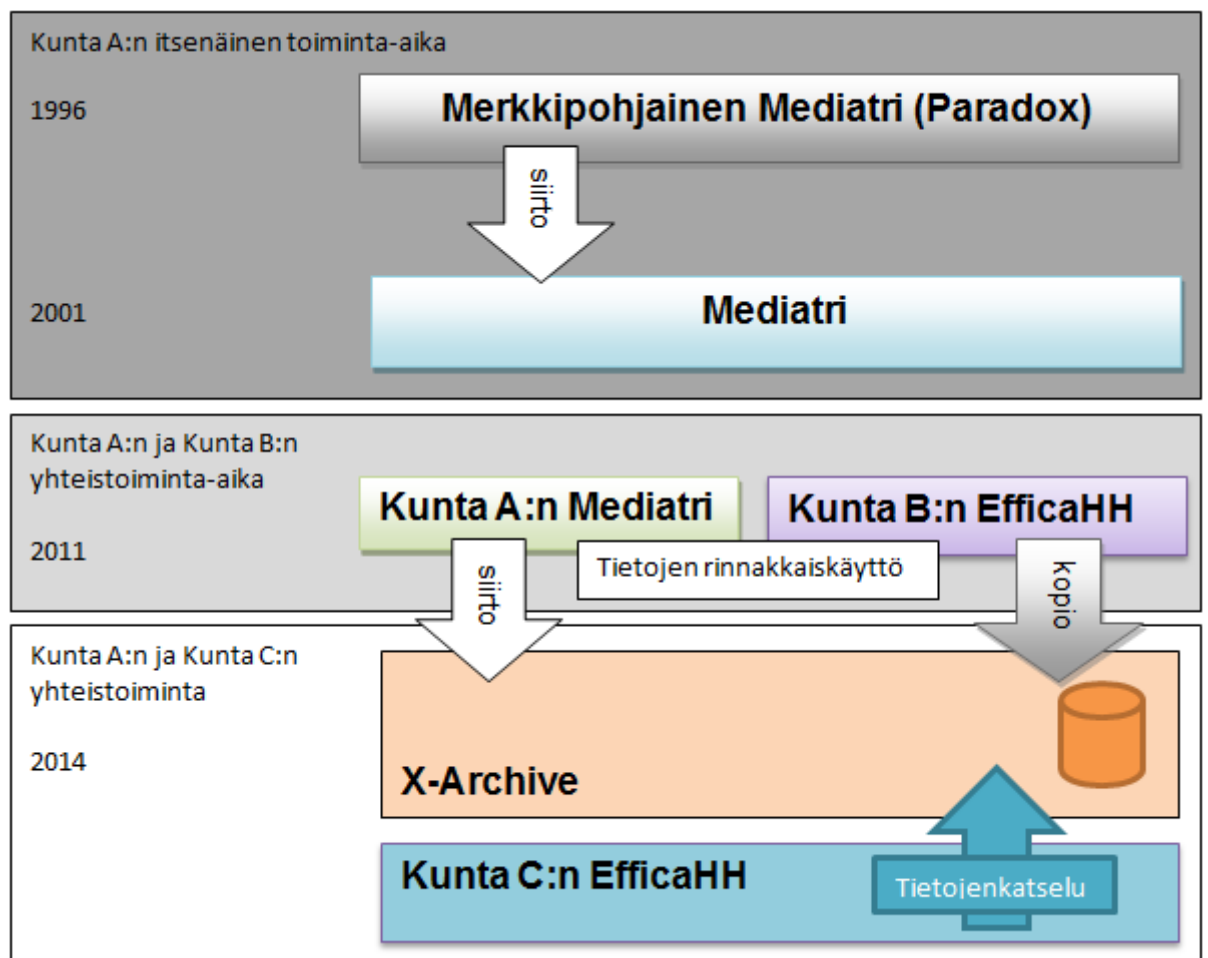 Kunta A:n itsenäinen toiminta-aika
1996
Merkkipohjainen Mediatri (Paradox)
siirto
2001
Mediatri
Kunta A:n ja Kunta B:n
yhteistoiminta-aika
2011
Kunta A:n Mediatri
Kunta B:n EfficaHH
Tietojen rinnakkaiskäyttö
siirto
kopio
Kunta A:n ja Kunta C:n
yhteistoiminta
2014
X-Archive
Kunta C:n EfficaHH
Tietojenkatselu